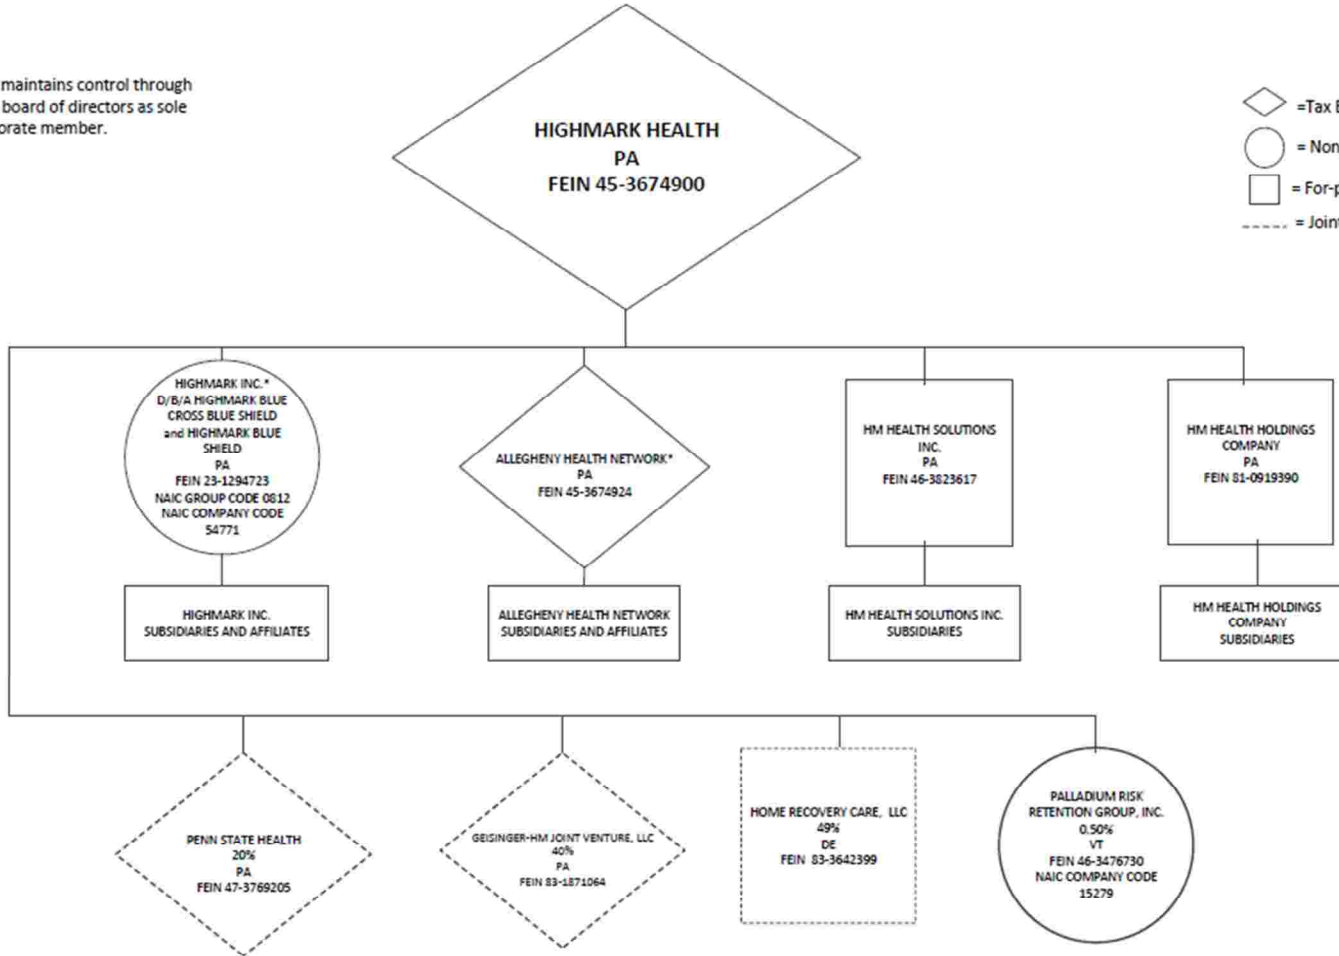 maintains control through
board of directors as sole
orate member.
HIGHMARK HEALTH
PA
FEIN 45-3674900
=Tax E
= Non
= For-p
= Joint
HIGHMARK INC.*
D/B/A HIGHMARK BLUE
CROSS BLUE SHIELD
and HIGHMARK BLUE
SHIELD
PA
FEIN 23-1294723
NAIC GROUP CODE 0812
NAIC COMPANY CODE
54771
ALLEGHENY HEALTH NETWORK*
PA
FEIN 45-3674924
HM HEALTH SOLUTIONS
INC.
PA
FEIN 46-3823617
HM HEALTH HOLDINGS
COMPANY
PA
FEIN 81-0919390
HIGHMARK INC.
SUBSIDIARIES AND AFFILIATES
ALLEGHENY HEALTH NETWORK
SUBSIDIARIES AND AFFILIATES
HM HEALTH SOLUTIONS INC.
SUBSIDIARIES
HM HEALTH HOLDINGS
COMPANY
SUBSIDIARIES
PENN STATE HEALTH
20%
PA
FEIN 47-3769205
GEISINGER-HM JOINT VENTURE, LLC
40%
PA
FEIN 83-1871064
HOME RECOVERY CARE, LLC
49%
DE
FEIN 83-3642399
PALLADIUM RISK
RETENTION GROUP, INC.
0.50%
VT
FEIN 46-3476730
NAIC COMPANY CODE
15279